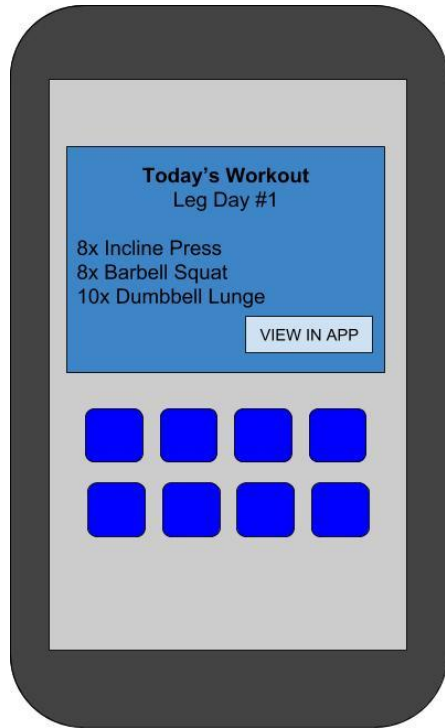 Today's Workout
Leg Day #1
8x Incline Press
8x Barbell Squat
10x Dumbbell Lunge
VIEW IN APP